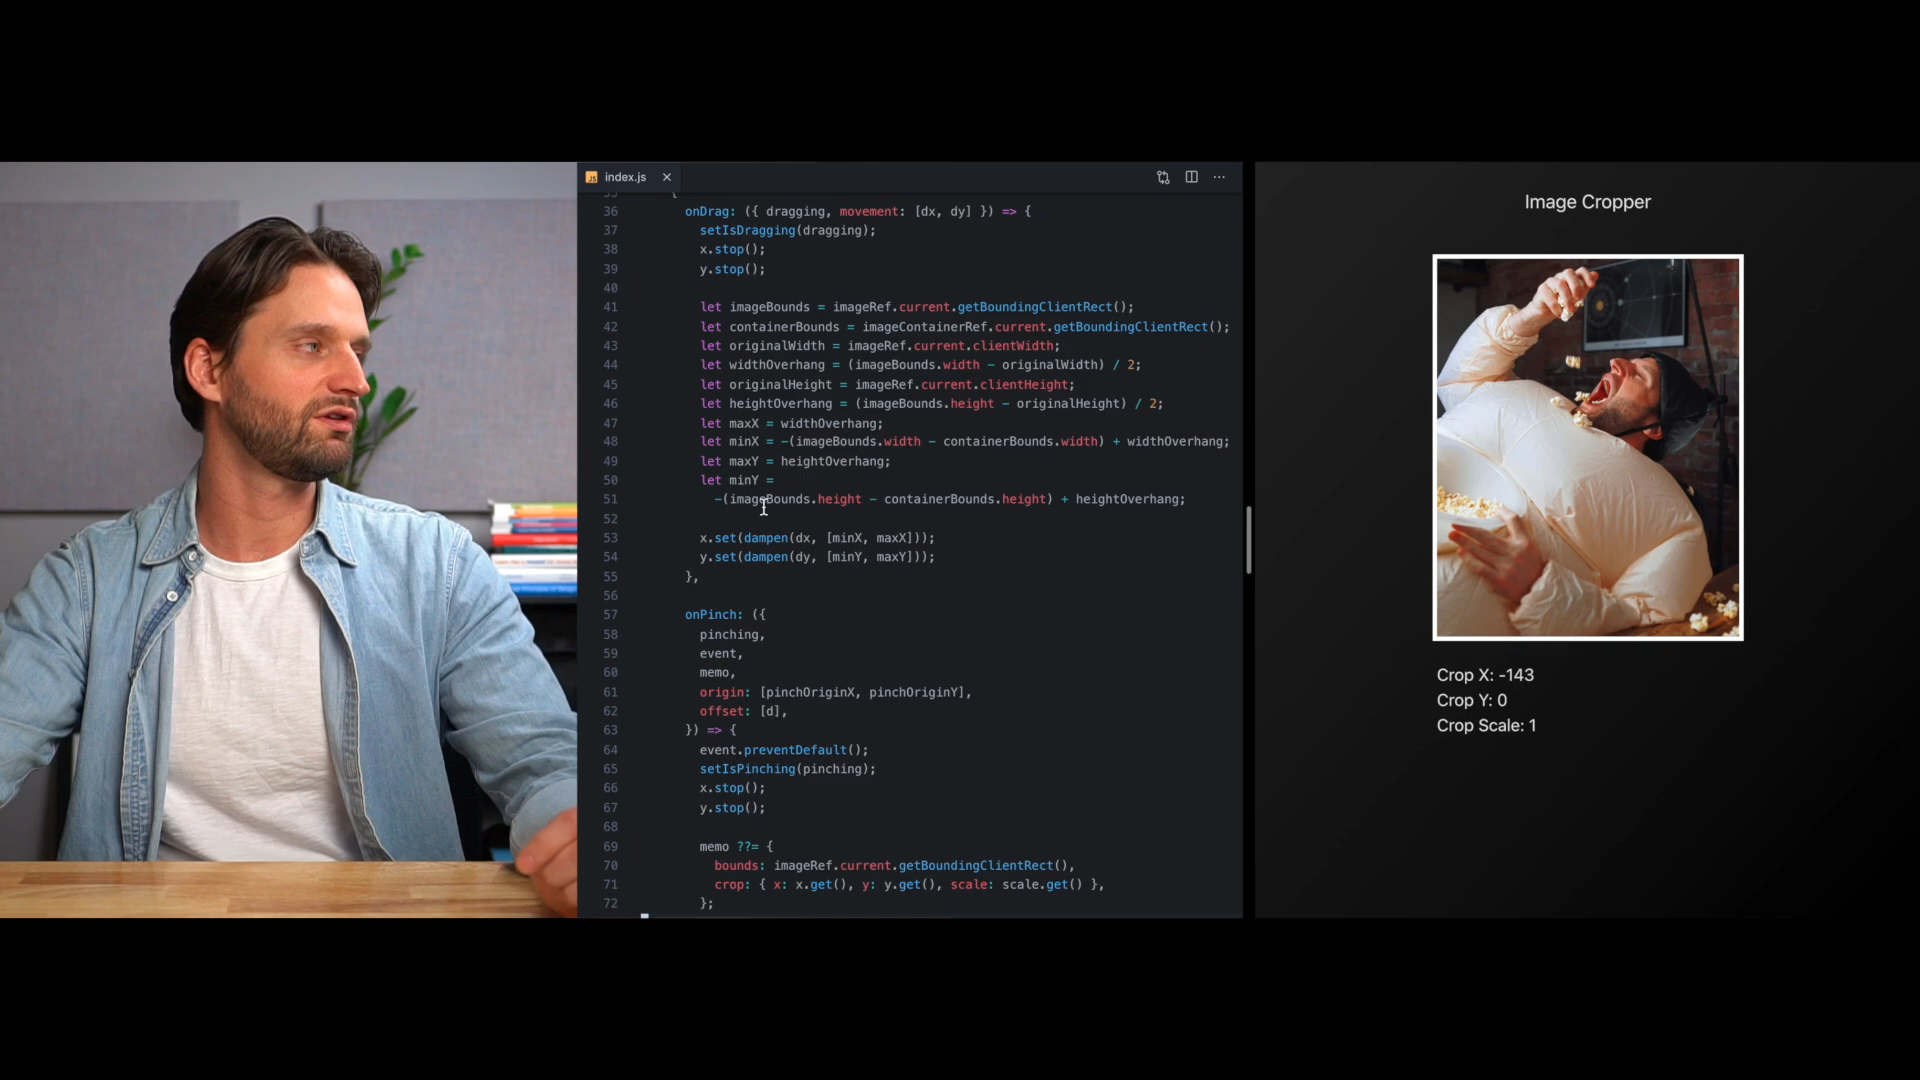 index.js
36 onDrag: ({ dragging, movement: [dx, dy] }) => {
37 setIsDragging(dragging);
38 x.stop();
39 y.stop();
40
41 let imageBounds = imageRef.current.getBoundingClientRect();
42 let containerBounds = imageContainerRef.current.getBoundingClientRect();
43 let originalWidth = imageRef.current.clientWidth;
44 let widthOverhang = (imageBounds.width - originalWidth) / 2;
45 let originalHeight = imageRef.current.clientHeight;
46 let heightOverhang = (imageBounds.height - originalHeight) / 2;
47 let maxX = widthOverhang;
48 let minX = -(imageBounds.width - containerBounds.width) + widthOverhang;
49 let maxY = heightOverhang;
50 let minY =
51 -(imageBounds.height - containerBounds.height) + heightOverhang;
52
53 x.set(dampen(dx, [minX, maxX]));
54 y.set(dampen(dy, [minY, maxY]));
55 },
56
57 onPinch: ({
58 pinching,
59 event,
60 memo,
61 origin: [pinchOriginX, pinchOriginY],
62 offset: [d],
63 }) => {
64 event.preventDefault();
65 setIsPinching(pinching);
66 x.stop();
67 y.stop();
68
69 memo ??= {
70 bounds: imageRef.current.getBoundingClientRect(),
71 crop: { x: x.get(), y: y.get(), scale: scale.get() },
72 };
Image Cropper
Crop X: -143
Crop Y: 0
Crop Scale: 1